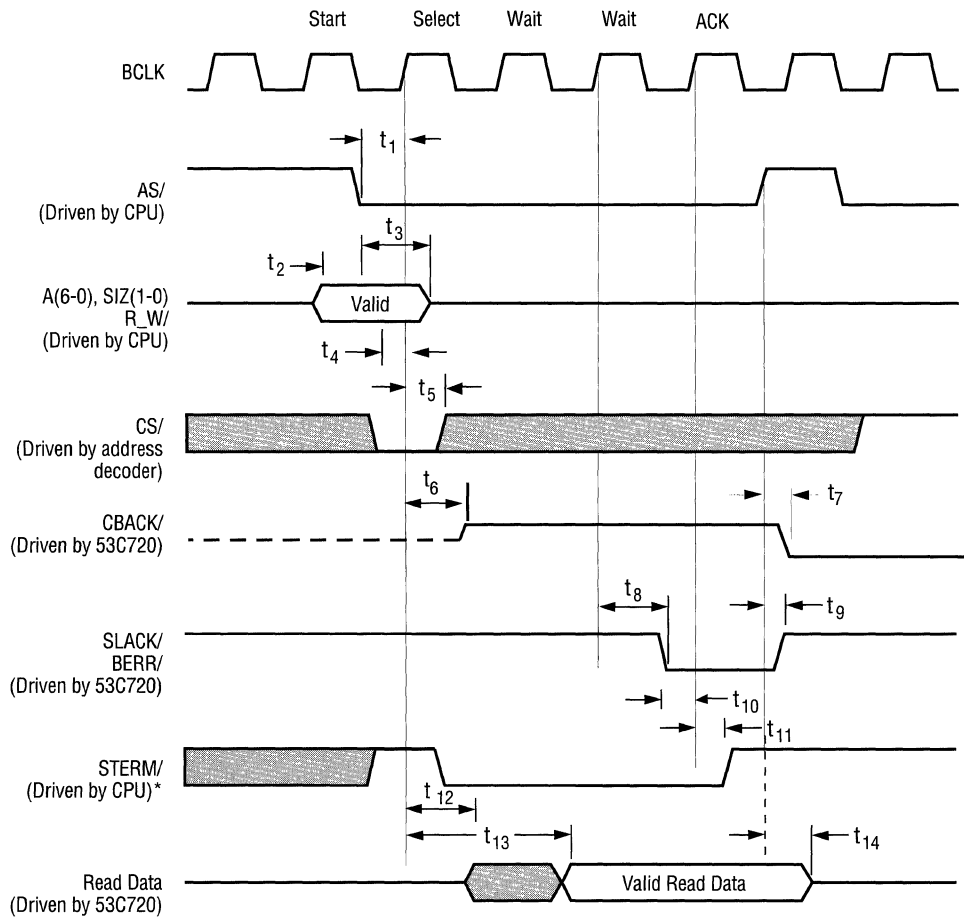 Start Select Wait Wait ACK
BCLK
t1
AS/
(Driven by CPU)
t3
t2
A(6-0), SIZ(1-0)
R_W/
(Driven by CPU)
Valid
t4
t5
CS/
(Driven by address
decoder)
t6
t7
CBACK/
(Driven by 53C720)
t8
t9
SLACK/
BERR/
(Driven by 53C720)
t10
t11
STERM/
(Driven by CPU)*
t12
t13
t14
Read Data
(Driven by 53C720)
Valid Read Data